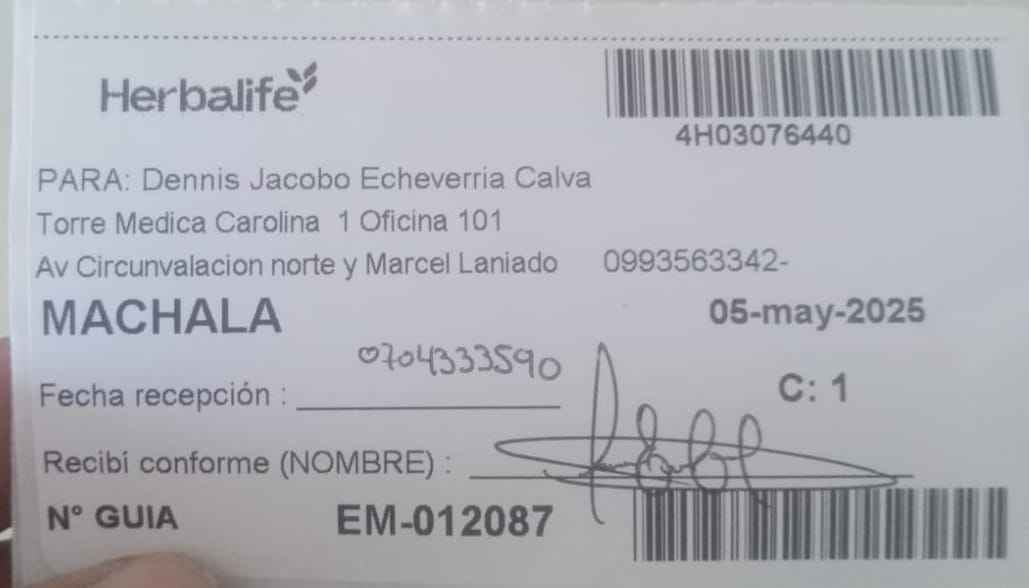 Herbalife
4H03076440
PARA: Dennis Jacobo Echeverria Calva
Torre Medica Carolina 1 Oficina 101
Av Circunvalacion norte y Marcel Laniado 0993563342-
MACHALA 05-may-2025
0704333590
Fecha recepción :
C: 1
Recibí conforme (NOMBRE) :
N° GUIA EM-012087